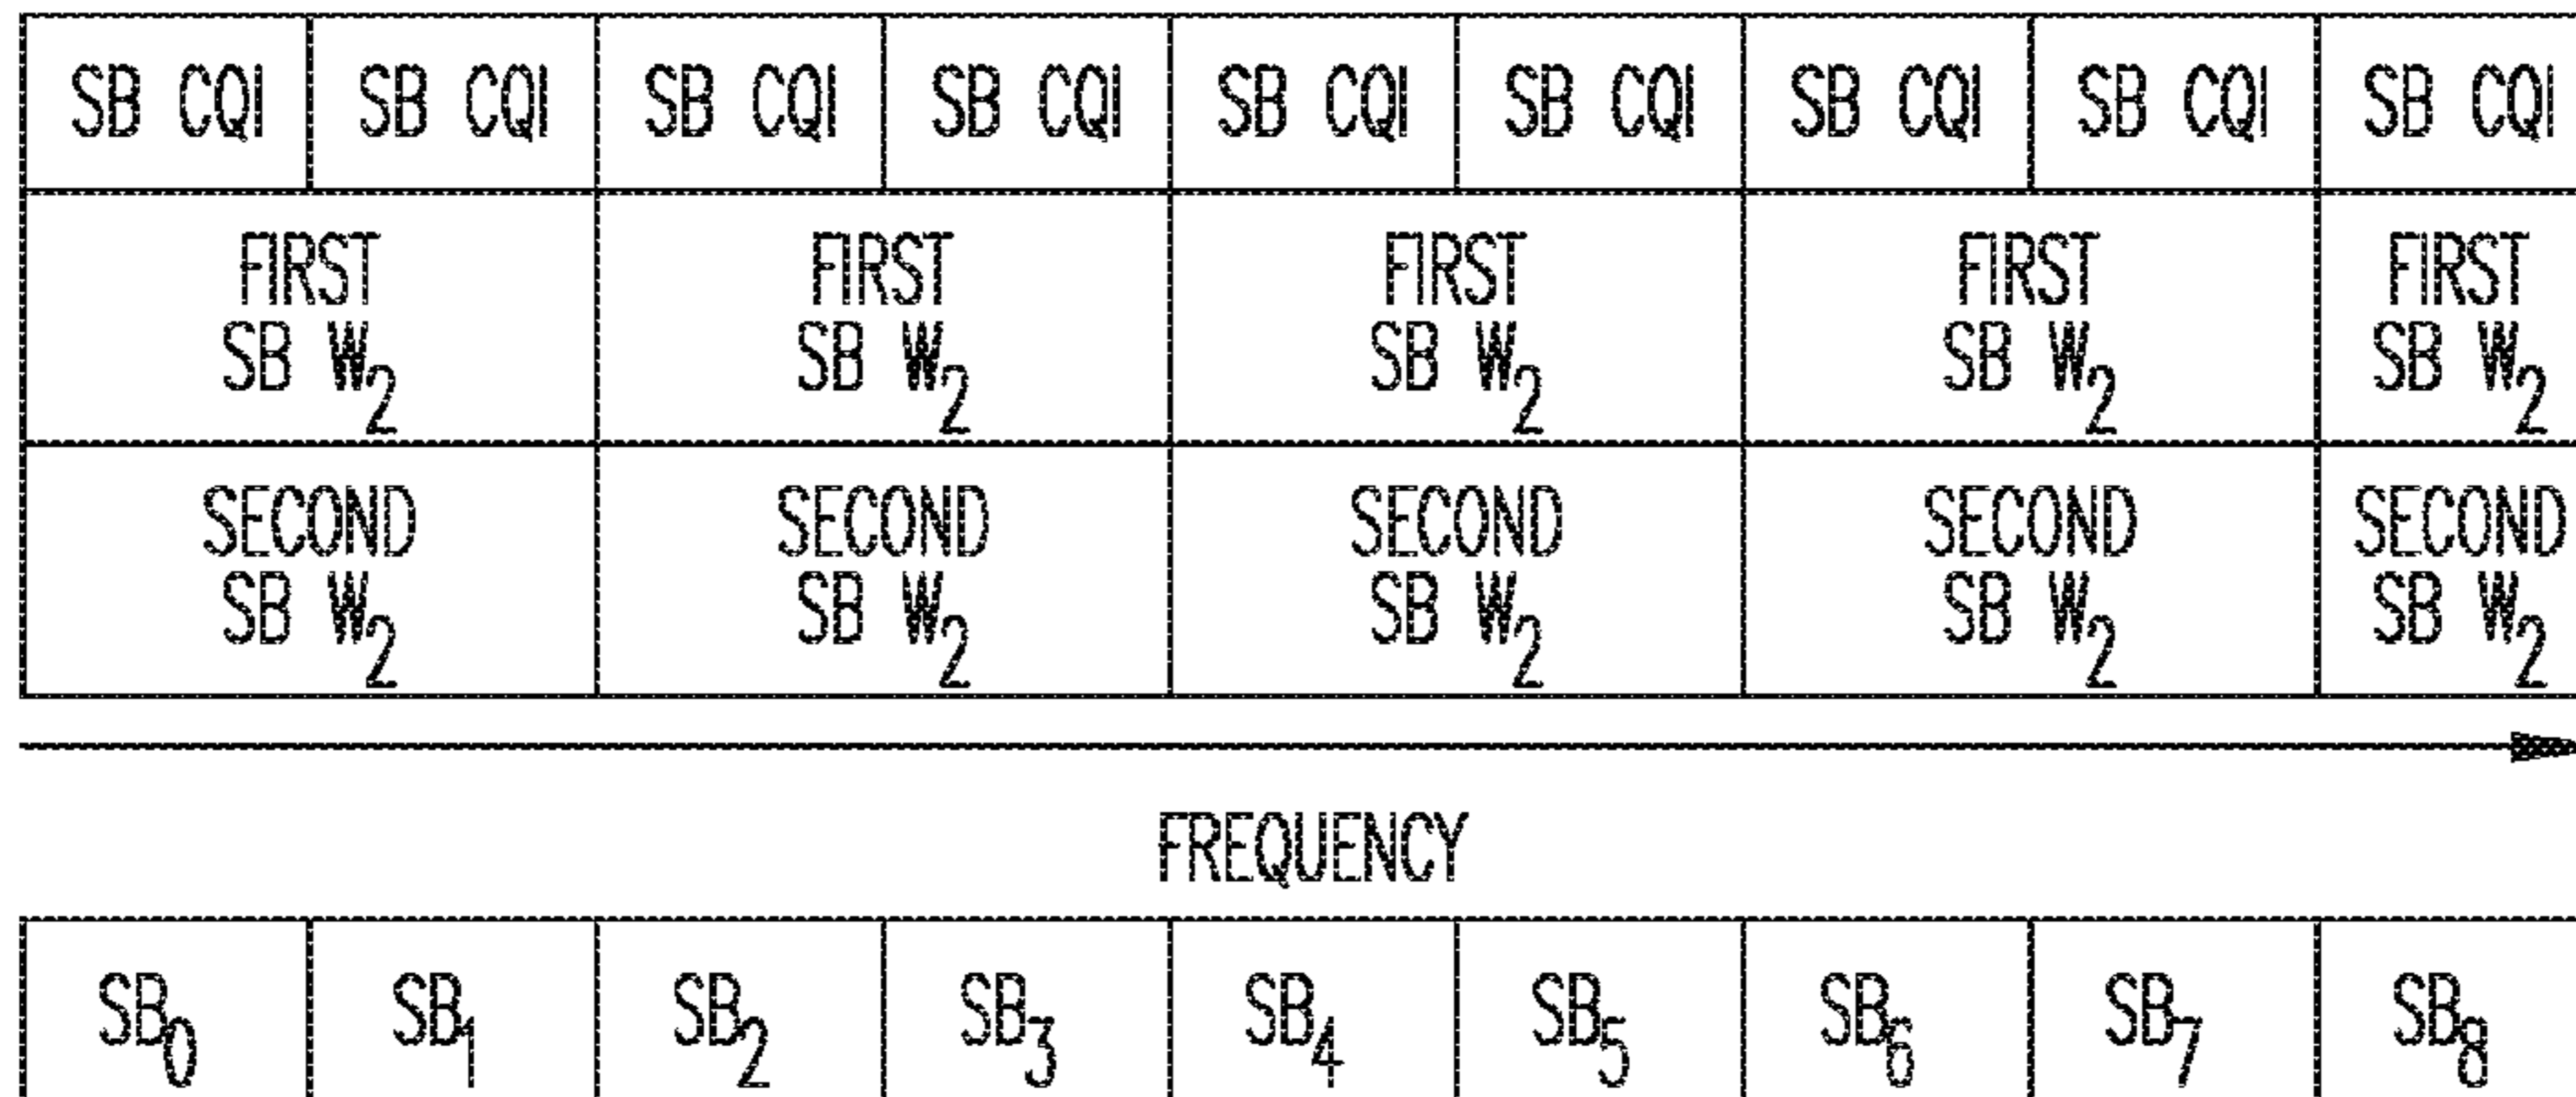 SB CQI SB CQI SB CQI SB CQI SB CQI SB CQI SB CQI SB CQI SB CQI
FIRST FIRST FIRST FIRST FIRST
SB W2 SB W2 SB W2 SB W2 SB W2
SECOND SECOND SECOND SECOND SECOND
SB W2 SB W2 SB W2 SB W2 SB W2
FREQUENCY
SB0 SB1 SB2 SB3 SB4 SB5 SB6 SB7 SB8